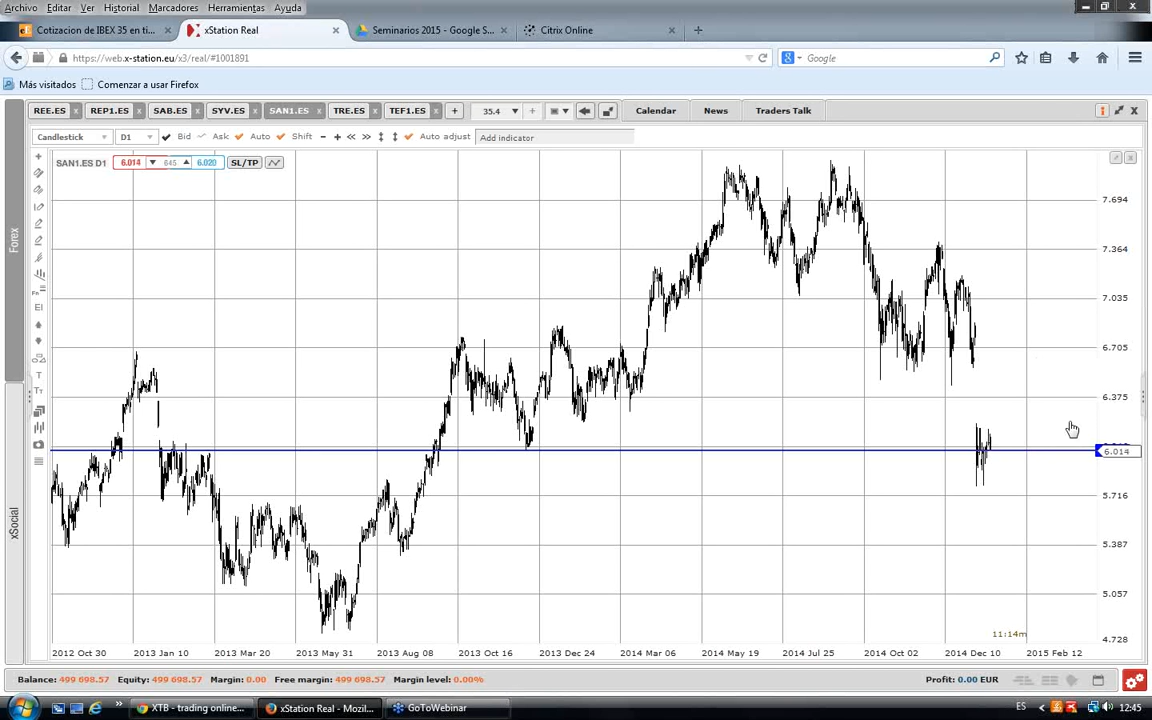 Archivo Editar Ver Historial Marcadores Herramientas Ayuda
Cotizacion de IBEX 35 en ti... × xStation Real × Seminarios 2015 - Google S... × Citrix Online × +
https://web.x-station.eu/x3/real/#1001891 Google
Más visitados Comenzar a usar Firefox
REE.ES x REP1.ES x SAB.ES x SYV.ES x SAN1.ES x TRE.ES x TEF1.ES x + 35.4 Calendar News Traders Talk
Candlestick D1 Bid Ask Auto Shift Auto adjust Add indicator
SAN1.ES D1 6.014 645 6.020 SL/TP
Forex
xSocial
7.694
7.364
7.035
6.705
6.375
6.014
5.716
5.387
5.057
4.728
11:14m
2012 Oct 30 2013 Jan 10 2013 Mar 20 2013 May 31 2013 Aug 08 2013 Oct 16 2013 Dec 24 2014 Mar 06 2014 May 19 2014 Jul 25 2014 Oct 02 2014 Dec 10 2015 Feb 12
Balance: 499 698.57 Equity: 499 698.57 Margin: 0.00 Free margin: 499 698.57 Margin level: 0.00% Profit: 0.00 EUR
XTB - trading online... xStation Real - Mozil... GoToWebinar ES 12:45